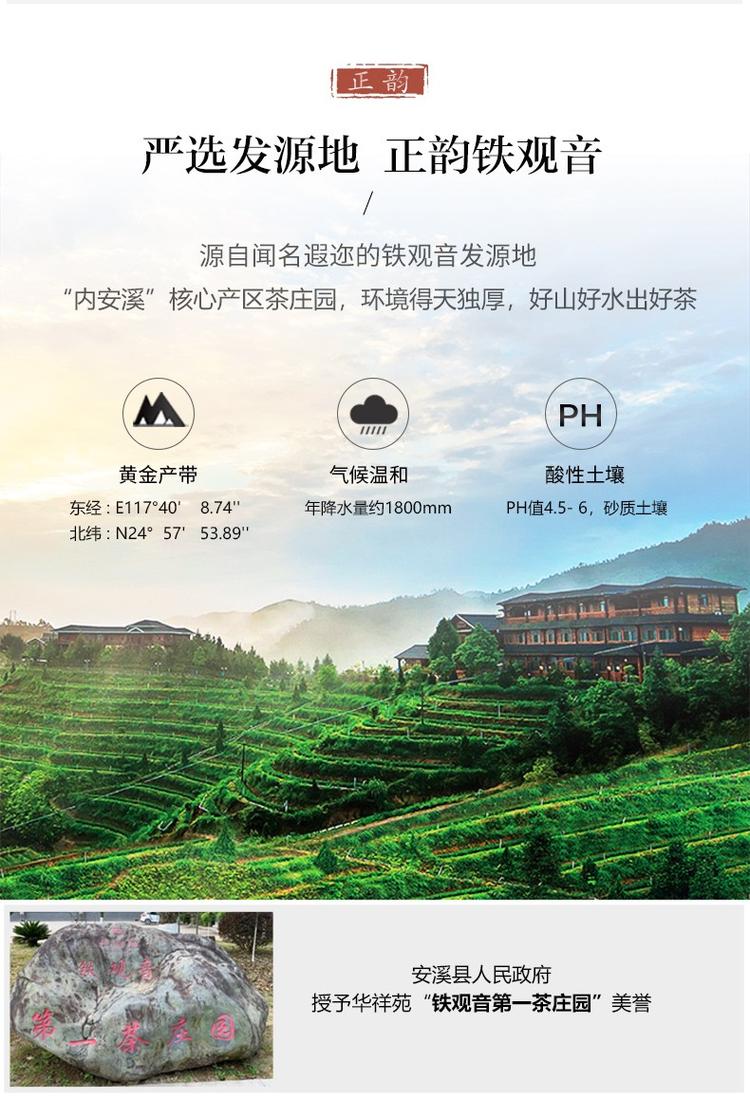 正韵
严选发源地 正韵铁观音
源自闻名遐迩的铁观音发源地
“内安溪”核心产区茶庄园，环境得天独厚，好山好水出好茶
PH
黄金产带
气候温和
酸性土壤
东经：E117°40' 8.74''
北纬：N24° 57' 53.89''
年降水量约1800mm
PH值4.5- 6，砂质土壤
铁观音
第一茶庄园
安溪县人民政府
授予华祥苑“铁观音第一茶庄园”美誉